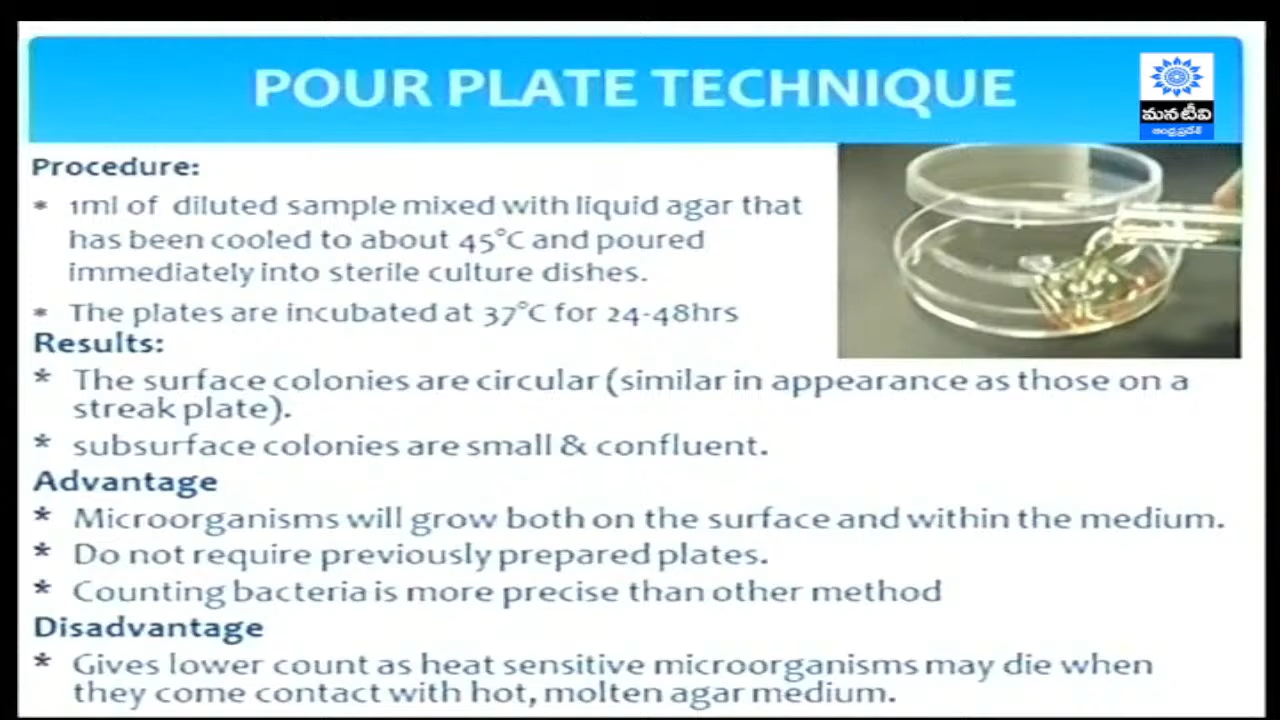 POUR PLATE TECHNIQUE
మనటీవి
ఆంధ్రప్రదేశ్
Procedure:
* 1ml of diluted sample mixed with liquid agar that
has been cooled to about 45°C and poured
immediately into sterile culture dishes.
* The plates are incubated at 37°C for 24-48hrs
Results:
* The surface colonies are circular (similar in appearance as those on a
streak plate).
* subsurface colonies are small & confluent.
Advantage
* Microorganisms will grow both on the surface and within the medium.
* Do not require previously prepared plates.
* Counting bacteria is more precise than other method
Disadvantage
* Gives lower count as heat sensitive microorganisms may die when
they come contact with hot, molten agar medium.